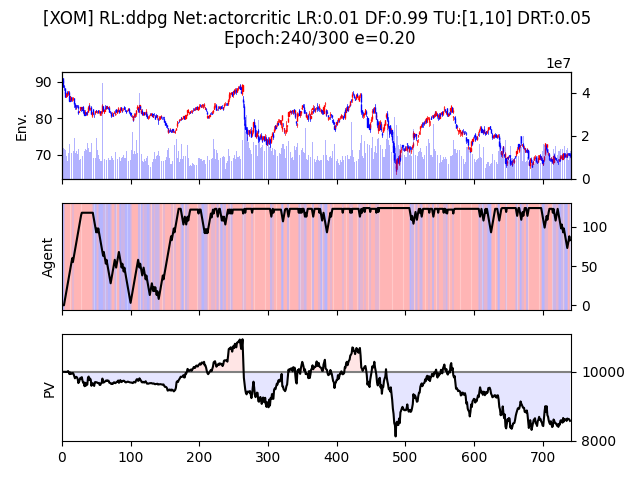 [XOM] RL:ddpg Net:actorcritic LR:0.01 DF:0.99 TU:[1,10] DRT:0.05
Epoch:240/300 e=0.20
1e7
90
80
70
Env.
4
2
0
Agent
100
50
0
PV
10000
8000
0 100 200 300 400 500 600 700